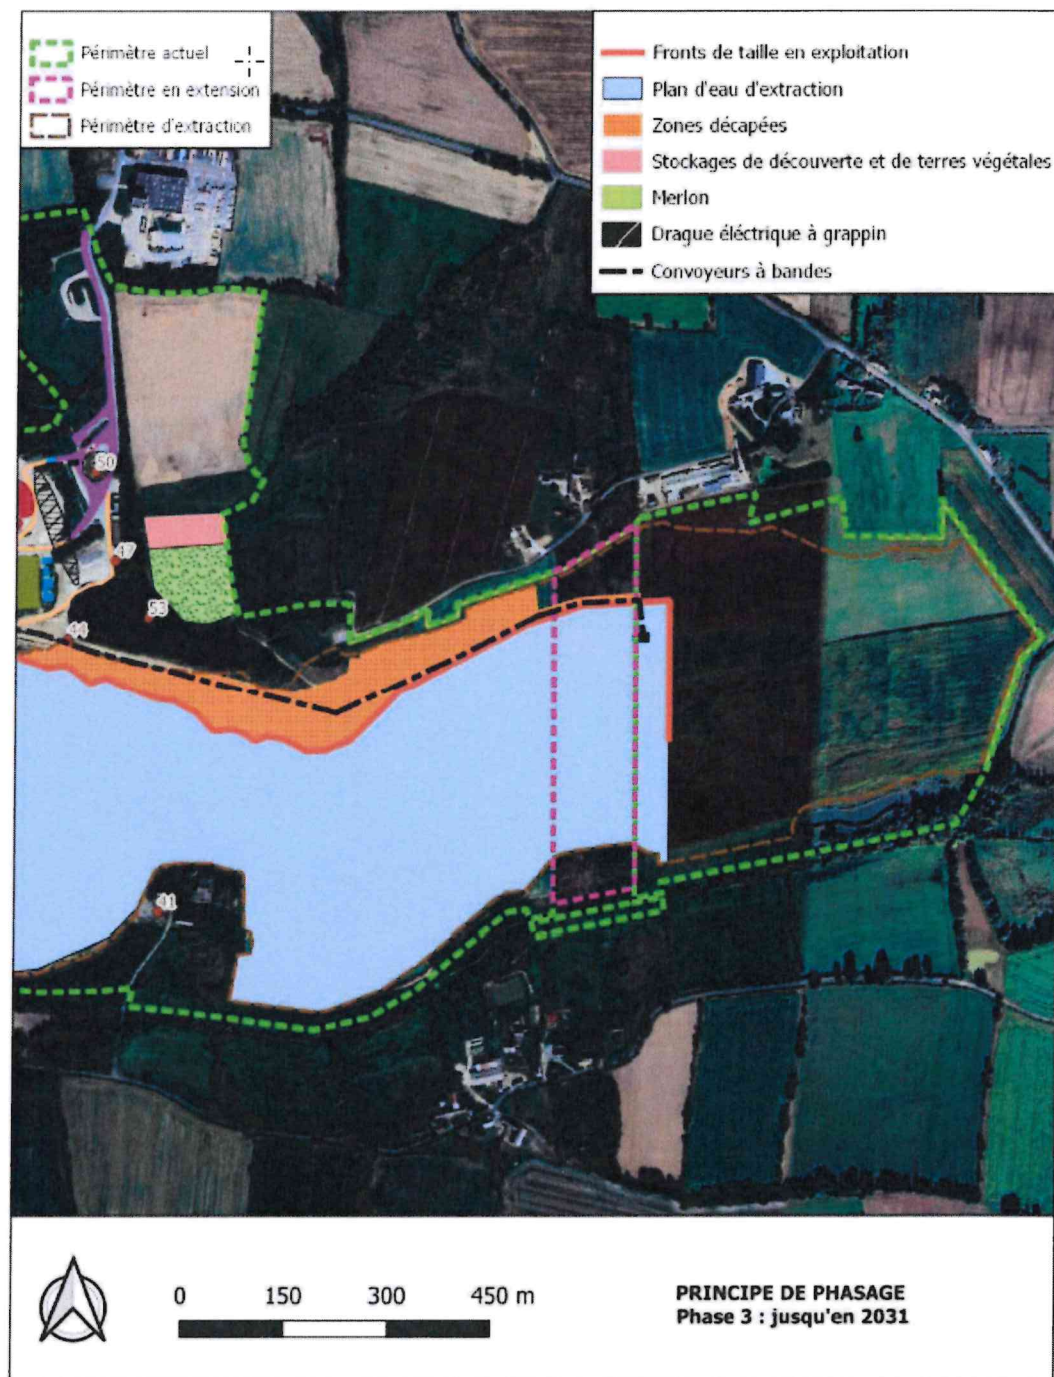 Périmètre actuel
Périmètre en extension
Périmètre d'extraction
Fronts de taille en exploitation
Plan d'eau d'extraction
Zones décapées
Stockages de découverte et de terres végétales
Merlon
Drague éléctrique à grappin
Convoyeurs à bandes
50
47
53
44
41
0 150 300 450 m
PRINCIPE DE PHASAGE
Phase 3 : jusqu'en 2031